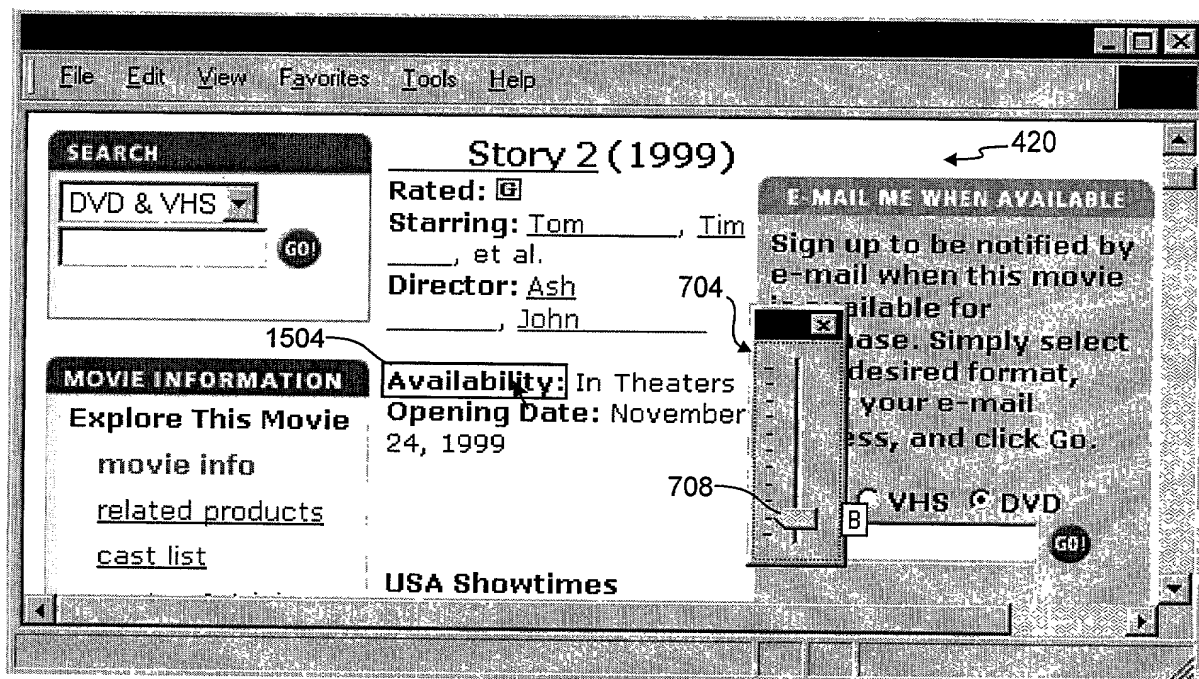 File Edit View Favorites Tools Help
SEARCH
DVD & VHS
GO!
MOVIE INFORMATION
Explore This Movie
movie info
related products
cast list
Story 2 (1999)
Rated: G
Starring: Tom, Tim
, et al.
Director: Ash
, John
1504
Availability: In Theaters
Opening Date: November
24, 1999
USA Showtimes
420
704
708
B
E-MAIL ME WHEN AVAILABLE
Sign up to be notified by
e-mail when this movie
ailable for
ase. Simply select
desired format,
your e-mail
ess, and click Go.
VHS DVD
GO!